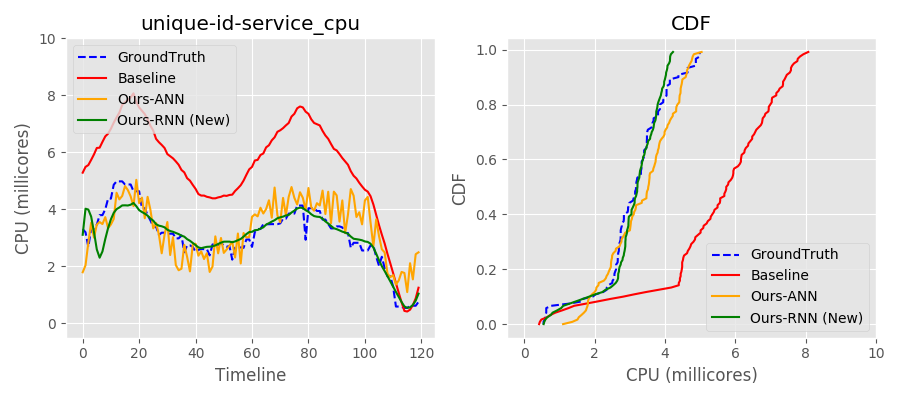 unique-id-service_cpu
CPU (millicores)
10
8
6
4
2
0
GroundTruth
Baseline
Ours-ANN
Ours-RNN (New)
0 20 40 60 80 100 120
Timeline
CDF
CDF
1.0
0.8
0.6
0.4
0.2
0.0
GroundTruth
Baseline
Ours-ANN
Ours-RNN (New)
0 2 4 6 8 10
CPU (millicores)